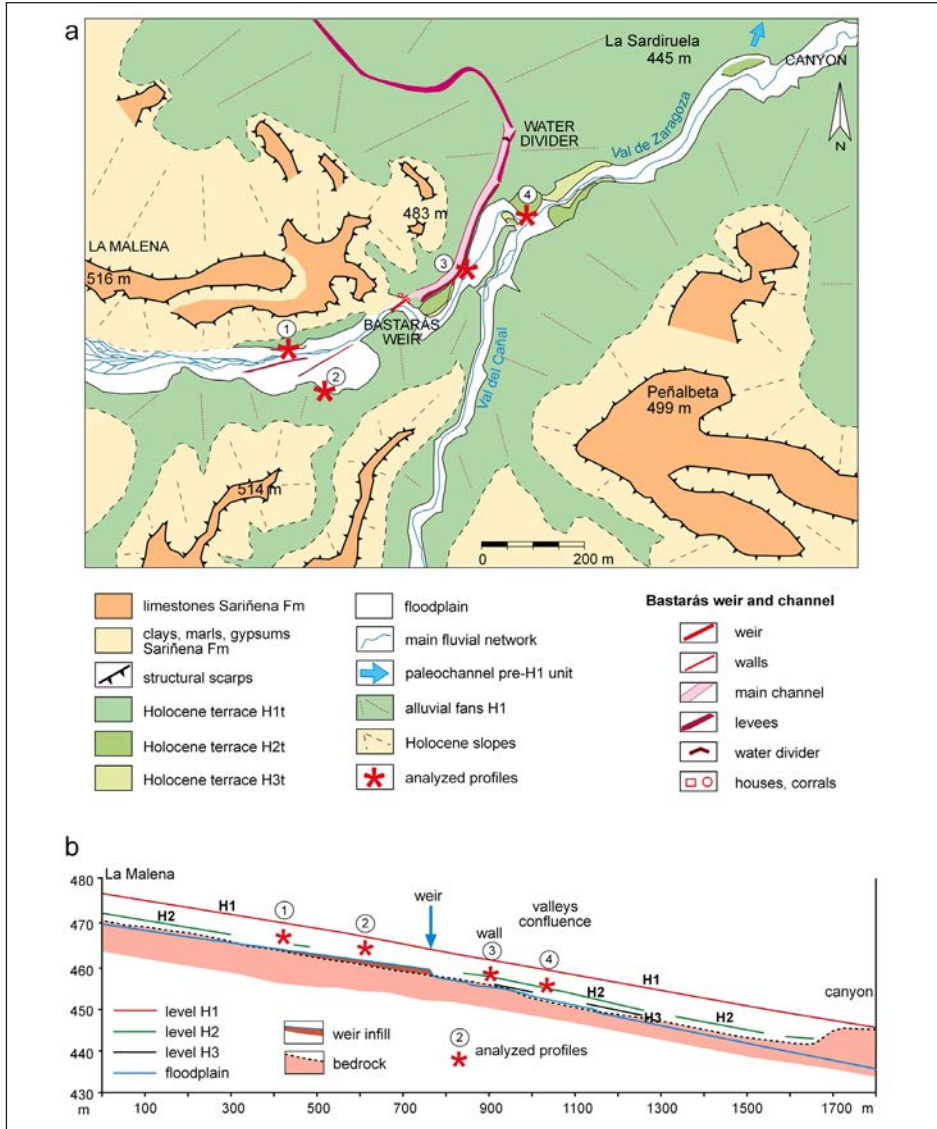 a
La Sardiruela
445 m
CANYON
N
WATER
DIVIDER
Val de Zaragoza
4
483 m
LA MALENA
3
516 m
BASTARÁS
WEIR
1
2
Val del Cañal
Peñalbeta
499 m
514 m
0 200 m
limestones Sariñena Fm
clays, marls, gypsums
Sariñena Fm
structural scarps
Holocene terrace H1t
Holocene terrace H2t
Holocene terrace H3t
floodplain
main fluvial network
paleochannel pre-H1 unit
alluvial fans H1
Holocene slopes
analyzed profiles
Bastarás weir and channel
weir
walls
main channel
levees
water divider
houses, corrals
b
La Malena
480
470
460
450
440
430
H2 H1 1 2 weir wall 3 valleys
confluence
4 H2 H3 H1 H2 canyon
level H1
level H2
level H3
floodplain
weir infill
bedrock
2 analyzed profiles
m 100 300 500 700 900 1100 1300 1500 1700 m